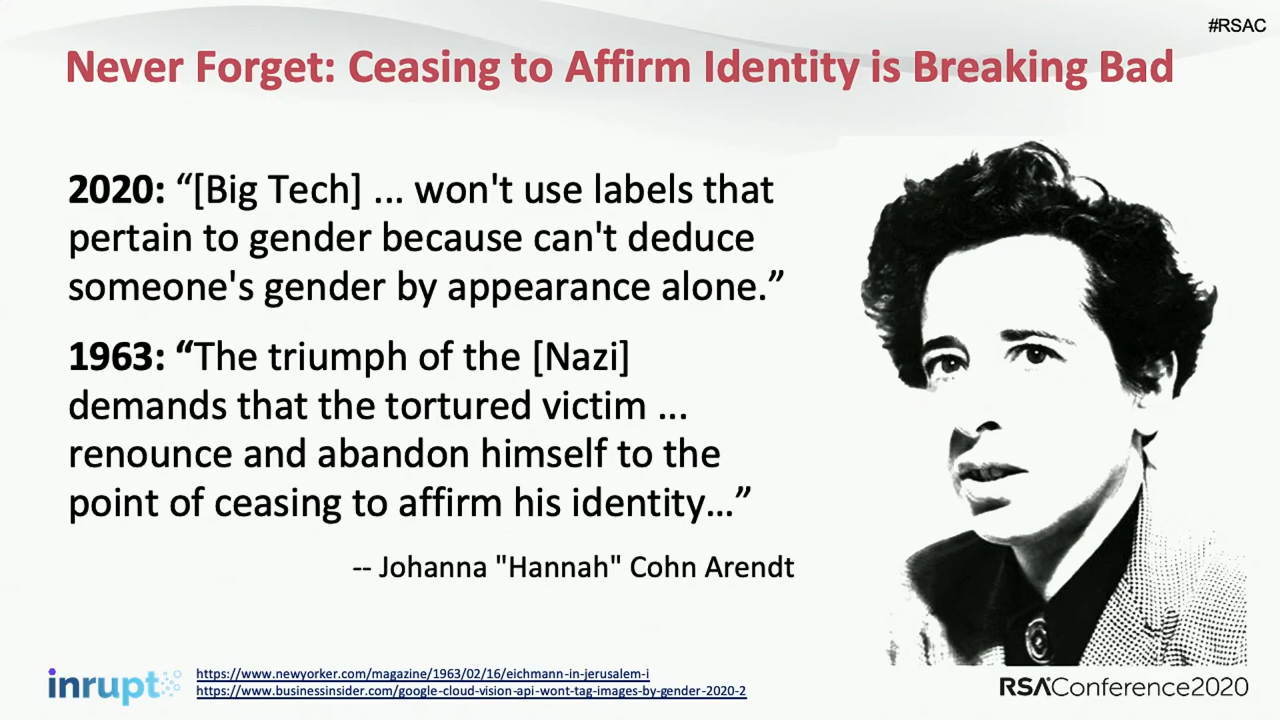 #RSAC
Never Forget: Ceasing to Affirm Identity is Breaking Bad
2020: “[Big Tech] ... won't use labels that
pertain to gender because can't deduce
someone's gender by appearance alone.”
1963: “The triumph of the [Nazi]
demands that the tortured victim ...
renounce and abandon himself to the
point of ceasing to affirm his identity…”
-- Johanna "Hannah" Cohn Arendt
inrupt
https://www.newyorker.com/magazine/1963/02/16/eichmann-in-jerusalem-i
https://www.businessinsider.com/google-cloud-vision-api-wont-tag-images-by-gender-2020-2
RSAConference2020